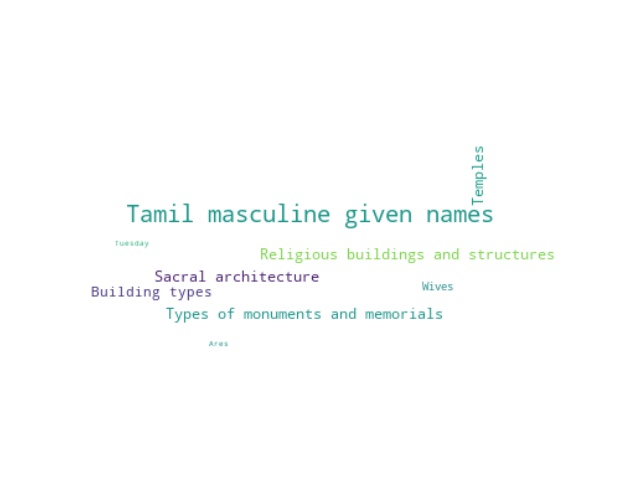 Temples
Tamil masculine given names
Tuesday
Religious buildings and structures
Sacral architecture
Wives
Building types
Types of monuments and memorials
Ares